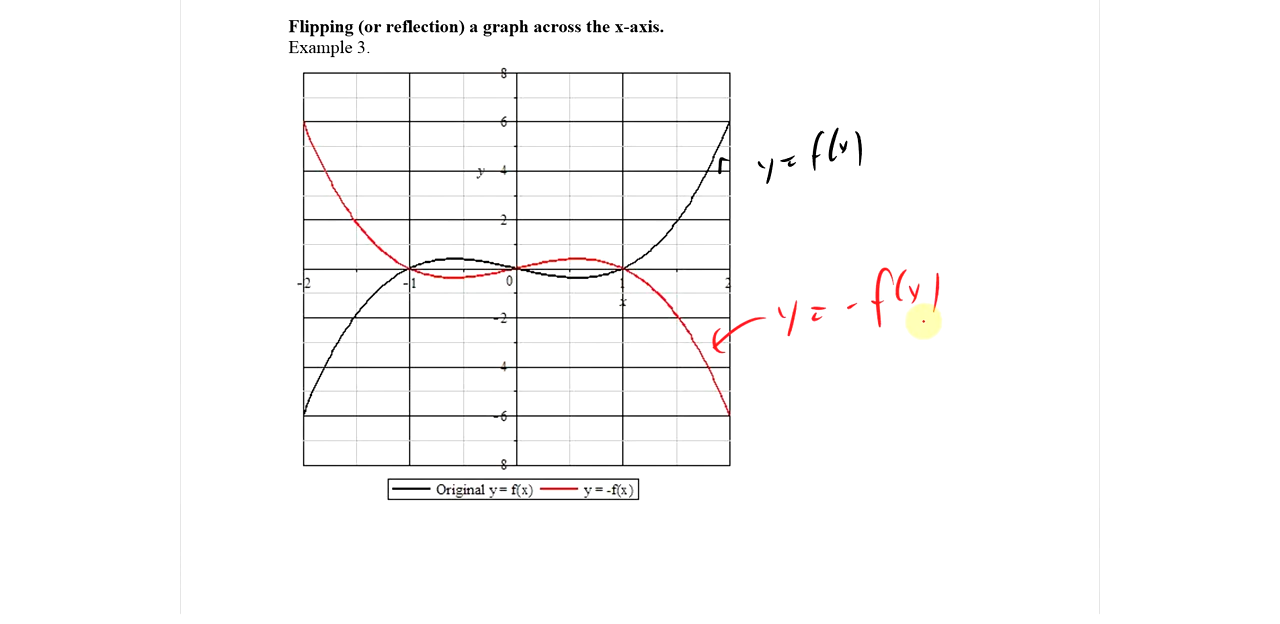 Flipping (or reflection) a graph across the x-axis.
Example 3.
8
6
y = f(x)
y 4
2
-2 -1 0 1 2
x
y = -f(x)
-2
4
-6
8
Original y = f(x) y = -f(x)